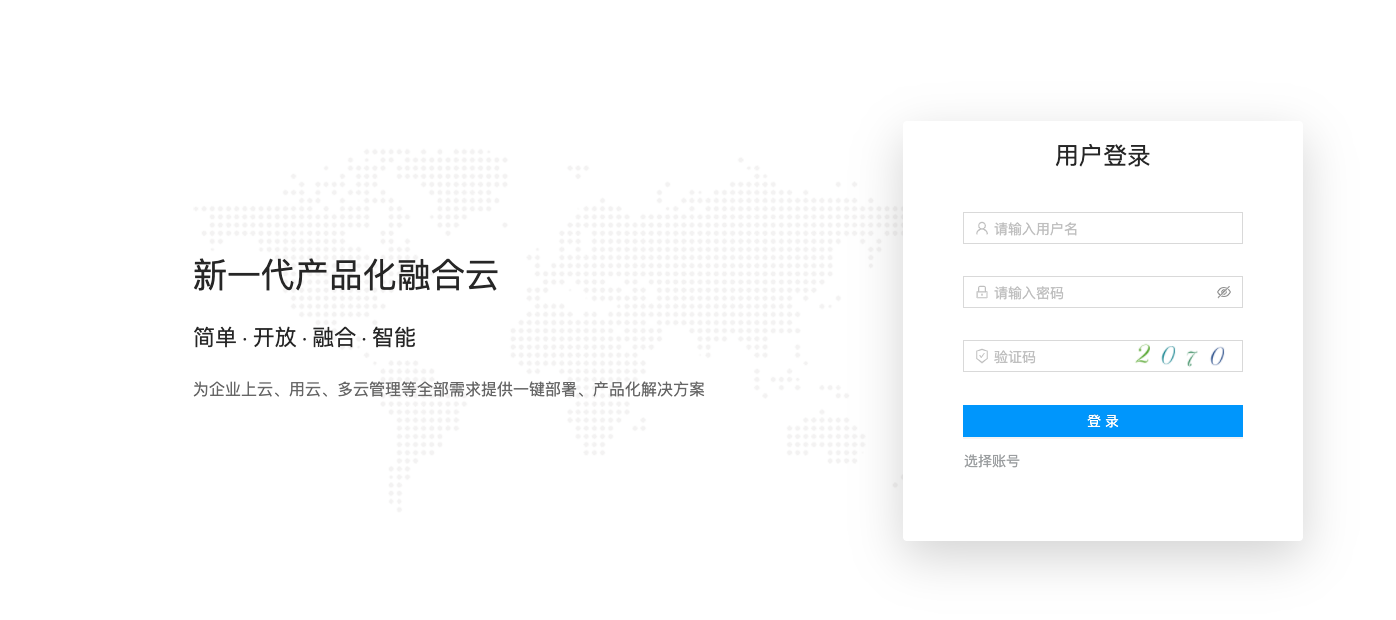 新一代产品化融合云
简单 · 开放 · 融合 · 智能
为企业上云、用云、多云管理等全部需求提供一键部署、产品化解决方案
用户登录
请输入用户名
请输入密码
验证码 2070
登 录
选择账号